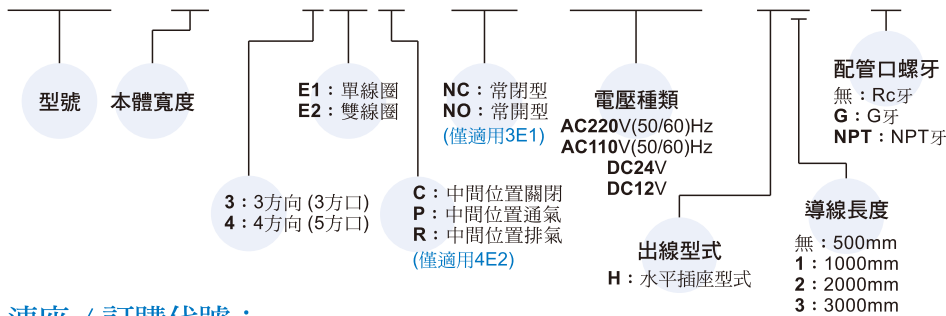 型號
本體寬度
3：3方向 (3方口)
4：4方向 (5方口)
E1：單線圈
E2：雙線圈
C：中間位置關閉
P：中間位置通氣
R：中間位置排氣
(僅適用4E2)
NC：常閉型
NO：常開型
(僅適用3E1)
電壓種類
AC220V(50/60)Hz
AC110V(50/60)Hz
DC24V
DC12V
出線型式
H：水平插座型式
導線長度
無：500mm
1：1000mm
2：2000mm
3：3000mm
配管口螺牙
無：Rc牙
G：G牙
NPT：NPT牙
連座 / 訂購代號：